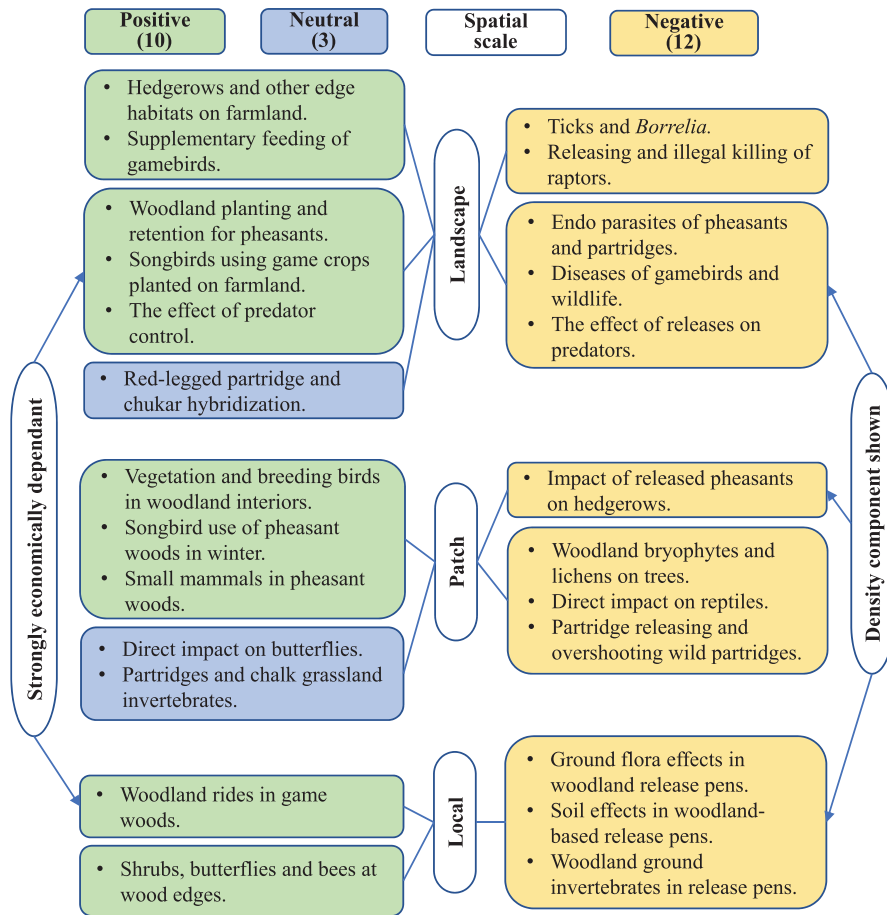 Positive
(10)
Neutral
(3)
Spatial
scale
Negative
(12)
• Hedgerows and other edge
habitats on farmland.
• Supplementary feeding of
gamebirds.
• Woodland planting and
retention for pheasants.
• Songbirds using game crops
planted on farmland.
• The effect of predator
control.
• Red-legged partridge and
chukar hybridization.
Landscape
• Ticks and Borrelia.
• Releasing and illegal killing of
raptors.
• Endo parasites of pheasants
and partridges.
• Diseases of gamebirds and
wildlife.
• The effect of releases on
predators.
Strongly economically dependant
• Vegetation and breeding birds
in woodland interiors.
• Songbird use of pheasant
woods in winter.
• Small mammals in pheasant
woods.
• Direct impact on butterflies.
• Partridges and chalk grassland
invertebrates.
Patch
• Impact of released pheasants
on hedgerows.
• Woodland bryophytes and
lichens on trees.
• Direct impact on reptiles.
• Partridge releasing and
overshooting wild partridges.
Density component shown
• Woodland rides in game
woods.
• Shrubs, butterflies and bees at
wood edges.
Local
• Ground flora effects in
woodland release pens.
• Soil effects in woodland-
based release pens.
• Woodland ground
invertebrates in release pens.